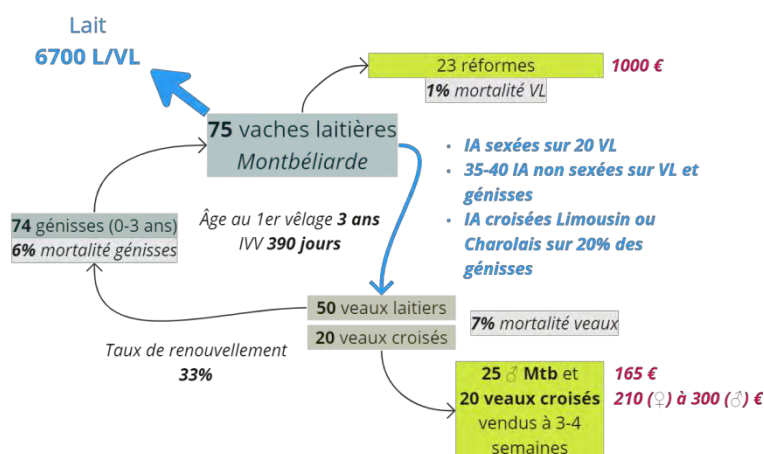 Lait
6700 L/VL
23 réformes
1000 €
1% mortalité VL
75 vaches laitières
Montbéliarde
• IA sexées sur 20 VL
• 35-40 IA non sexées sur VL et
génisses
• IA croisées Limousin ou
Charolais sur 20% des
génisses
74 génisses (0-3 ans)
6% mortalité génisses
Âge au 1er vêlage 3 ans
IVV 390 jours
50 veaux laitiers
20 veaux croisés
7% mortalité veaux
Taux de renouvellement
33%
25 ♂ Mtb et
20 veaux croisés
vendus à 3-4
semaines
165 €
210 (♀) à 300 (♂) €